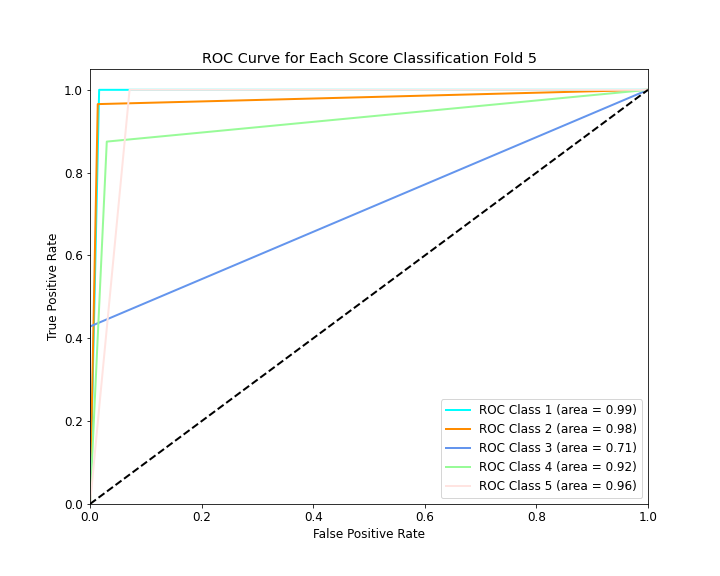 ROC Curve for Each Score Classification Fold 5
True Positive Rate
1.0
0.8
0.6
0.4
0.2
0.0
0.0 0.2 0.4 0.6 0.8 1.0
False Positive Rate
ROC Class 1 (area = 0.99)
ROC Class 2 (area = 0.98)
ROC Class 3 (area = 0.71)
ROC Class 4 (area = 0.92)
ROC Class 5 (area = 0.96)